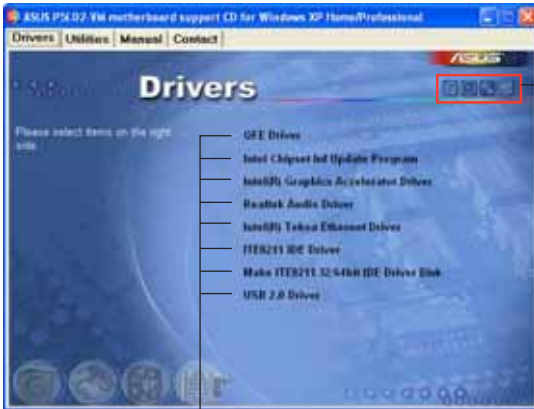 ASUS P5LD2-VM motherboard support CD for Windows XP Home/Professional
Drivers Utilities Manual Contact
ASUS
Drivers
Please select items on the right
side.
GFE Driver
Intel Chipset Inf Update Program
Intel(R) Graphics Accelerator Driver
Realtek Audio Driver
Intel(R) Tekoa Ethernet Driver
ITE8211 IDE Driver
Make ITE8211 32/64bit IDE Driver Disk
USB 2.0 Driver